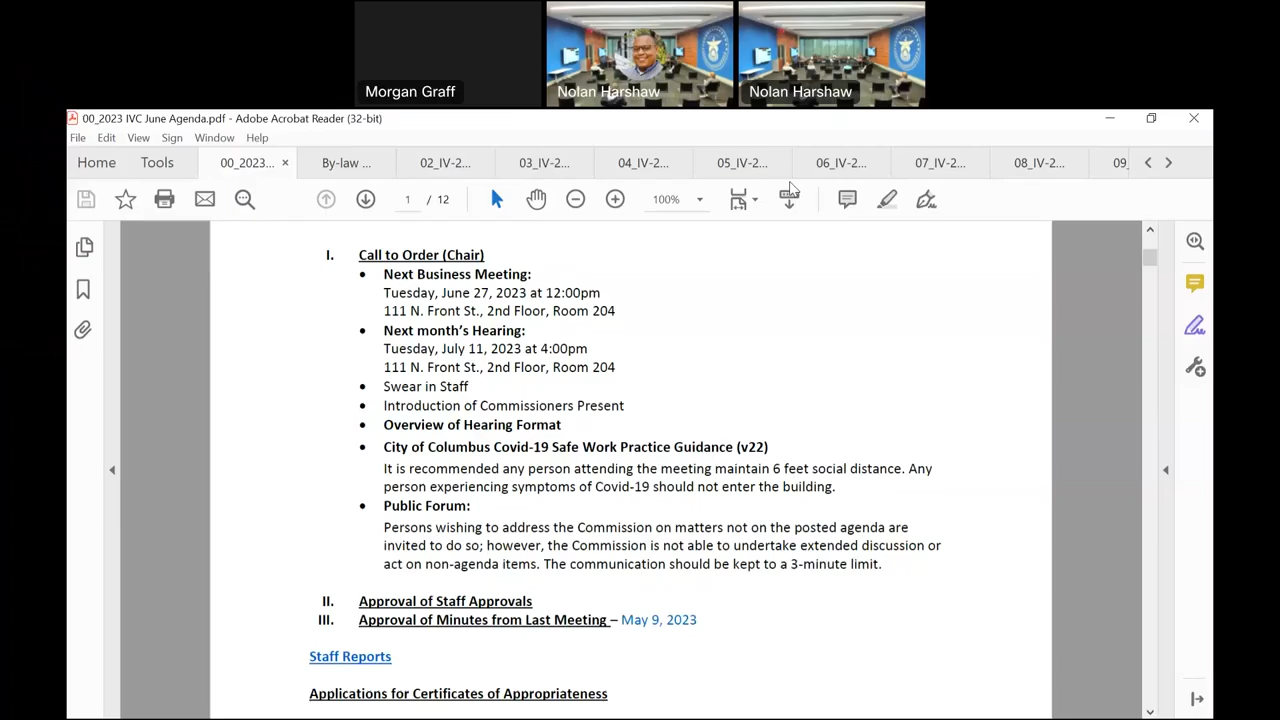 Morgan Graff
Nolan Harshaw
Nolan Harshaw
00_2023 IVC June Agenda.pdf - Adobe Acrobat Reader (32-bit)
File Edit View Sign Window Help
Home Tools 00_2023... × By-law ... 02_IV-2... 03_IV-2... 04_IV-2... 05_IV-2... 06_IV-2... 07_IV-2... 08_IV-2... 09_
1 / 12 100%
I. Call to Order (Chair)
• Next Business Meeting:
Tuesday, June 27, 2023 at 12:00pm
111 N. Front St., 2nd Floor, Room 204
• Next month’s Hearing:
Tuesday, July 11, 2023 at 4:00pm
111 N. Front St., 2nd Floor, Room 204
• Swear in Staff
• Introduction of Commissioners Present
• Overview of Hearing Format
• City of Columbus Covid-19 Safe Work Practice Guidance (v22)
It is recommended any person attending the meeting maintain 6 feet social distance. Any
person experiencing symptoms of Covid-19 should not enter the building.
• Public Forum:
Persons wishing to address the Commission on matters not on the posted agenda are
invited to do so; however, the Commission is not able to undertake extended discussion or
act on non-agenda items. The communication should be kept to a 3-minute limit.
II. Approval of Staff Approvals
III. Approval of Minutes from Last Meeting – May 9, 2023
Staff Reports
Applications for Certificates of Appropriateness